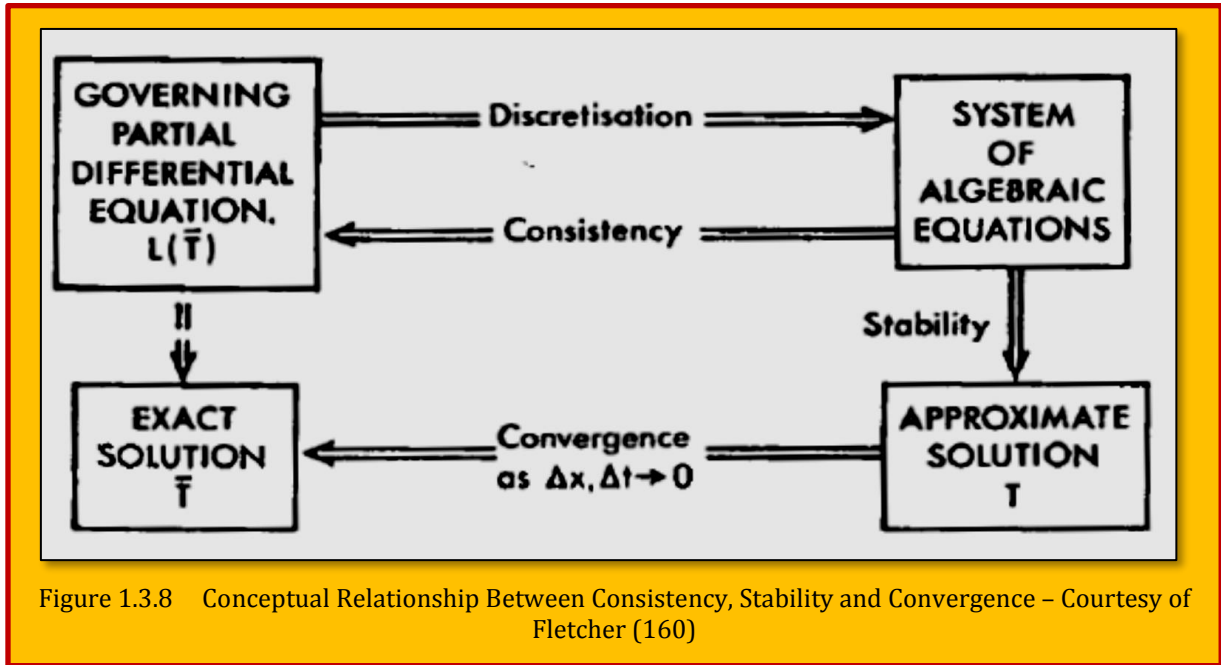 GOVERNING
PARTIAL
DIFFERENTIAL
EQUATION.
L(T̄)
Discretisation
SYSTEM
OF
ALGEBRAIC
EQUATIONS
Consistency
Stability
EXACT
SOLUTION
T̄
Convergence
as Δx, Δt→0
APPROXIMATE
SOLUTION
T
Figure 1.3.8 Conceptual Relationship Between Consistency, Stability and Convergence – Courtesy of
Fletcher (160)